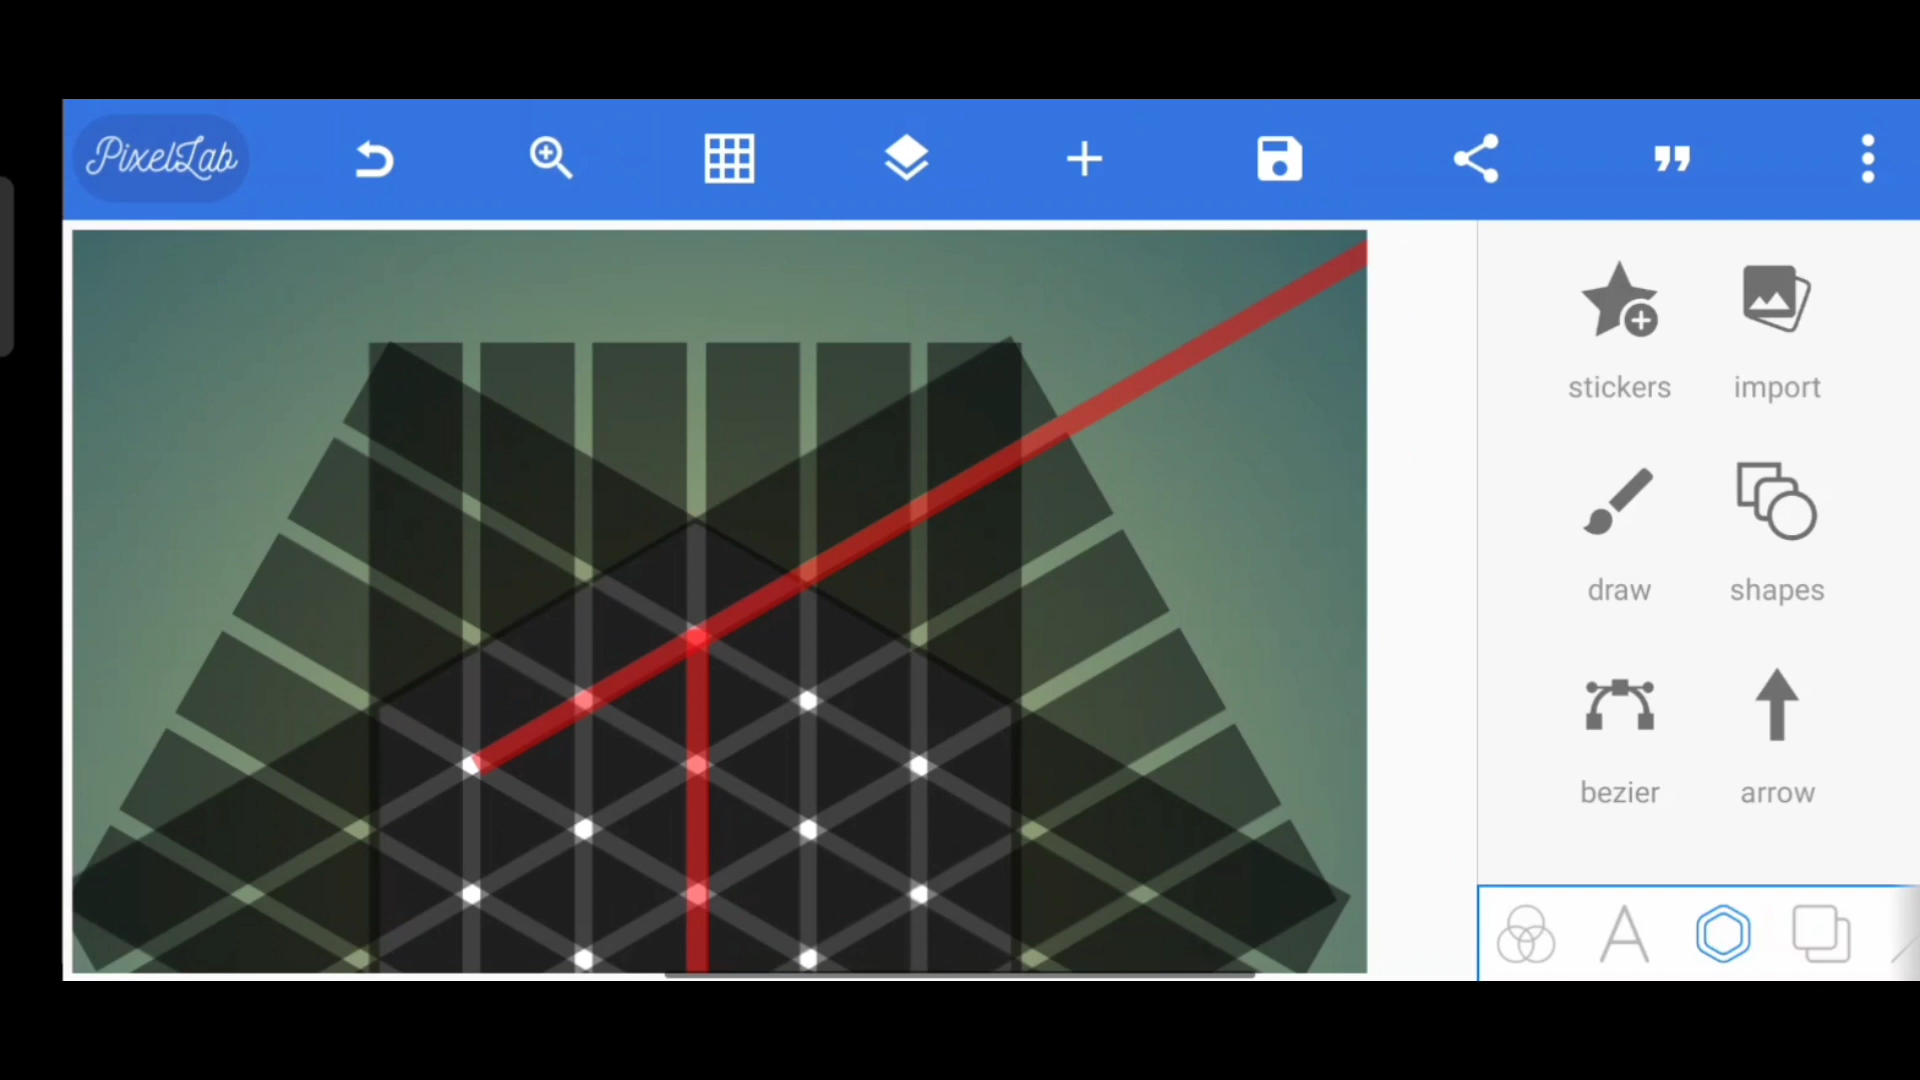 PixelLab
stickers
import
draw
shapes
bezier
arrow